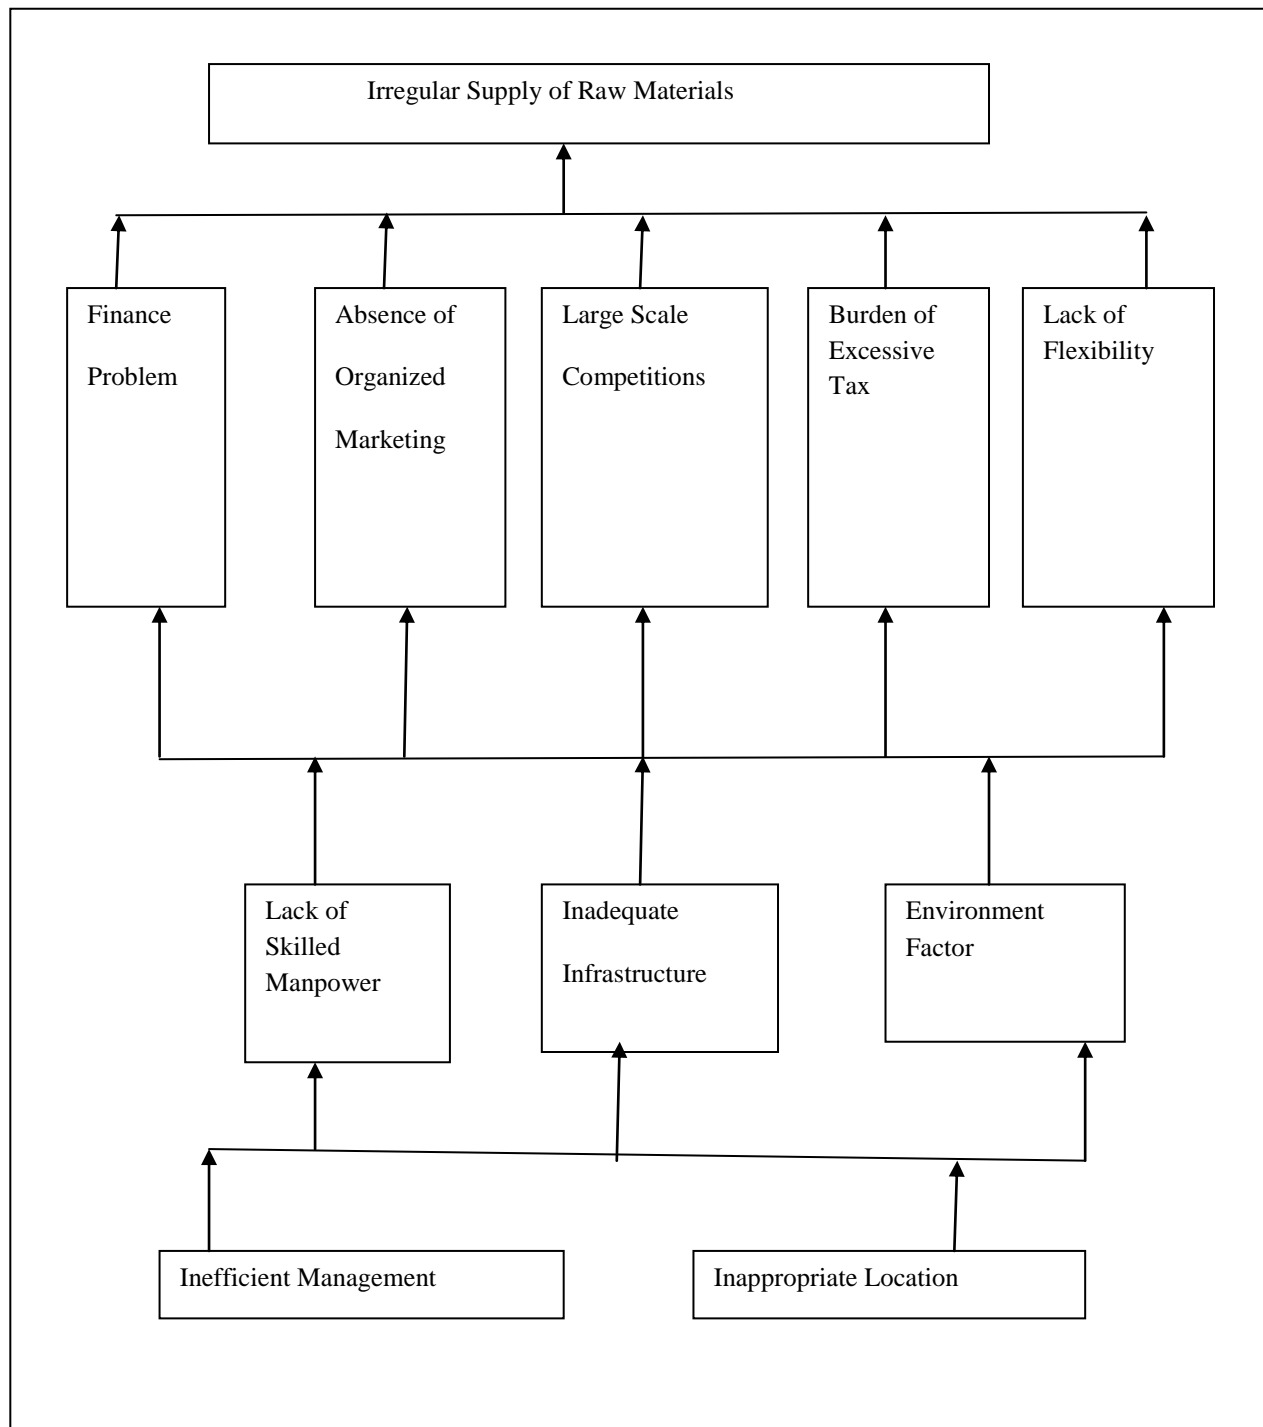 Irregular Supply of Raw Materials
Finance
Problem
Absence of
Organized
Marketing
Large Scale
Competitions
Burden of
Excessive
Tax
Lack of
Flexibility
Lack of
Skilled
Manpower
Inadequate
Infrastructure
Environment
Factor
Inefficient Management
Inappropriate Location